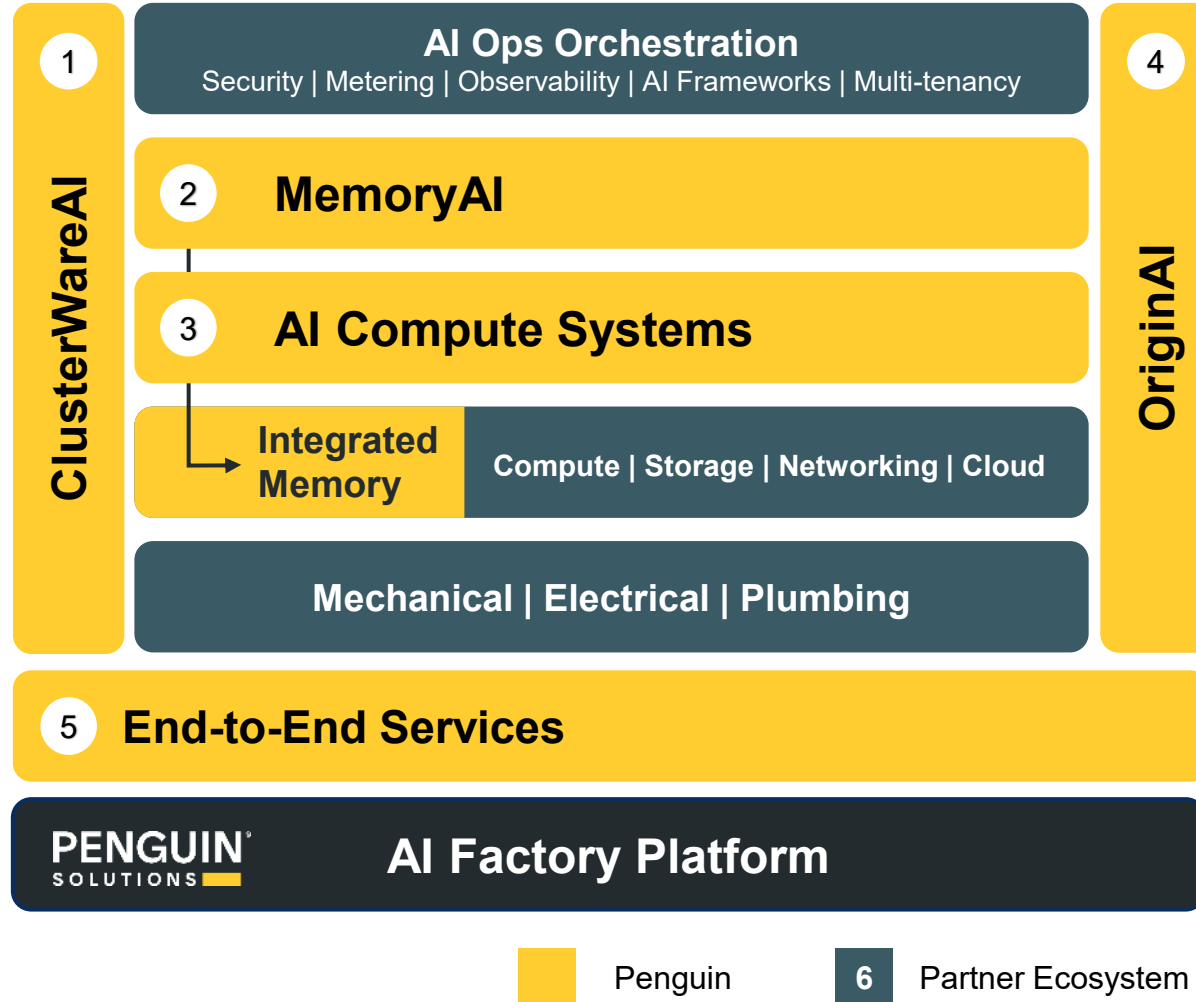 1
AI Ops Orchestration
Security | Metering | Observability | AI Frameworks | Multi-tenancy
4
ClusterWareAI
2
MemoryAI
3
AI Compute Systems
OriginAI
Integrated
Memory
Compute | Storage | Networking | Cloud
Mechanical | Electrical | Plumbing
5
End-to-End Services
PENGUIN®
SOLUTIONS
AI Factory Platform
Penguin
6
Partner Ecosystem